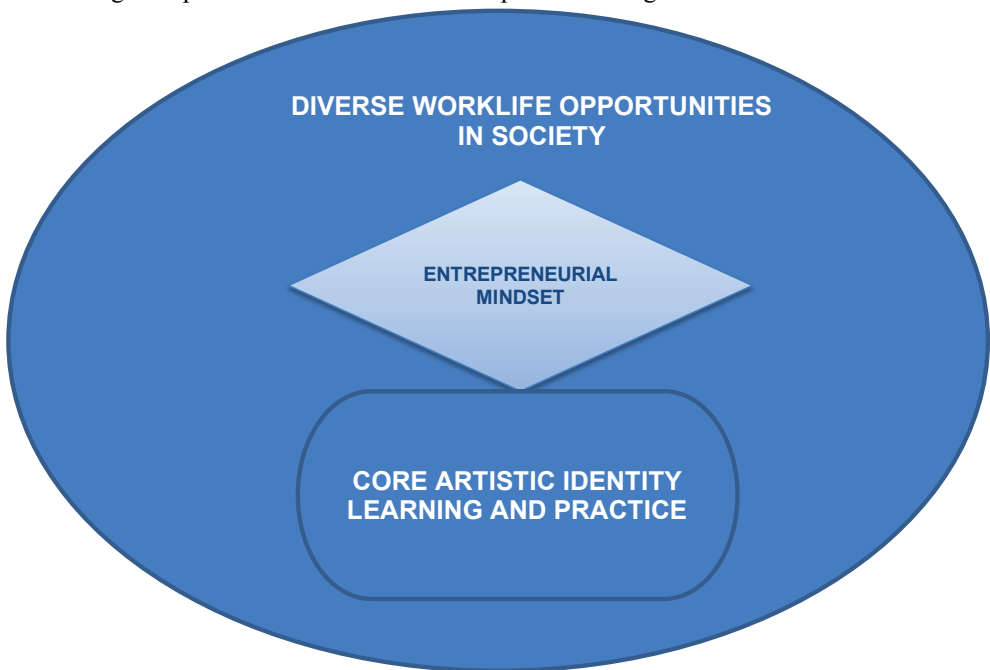 DIVERSE WORKLIFE OPPORTUNITIES
IN SOCIETY
ENTREPRENEURIAL
MINDSET
CORE ARTISTIC IDENTITY
LEARNING AND PRACTICE